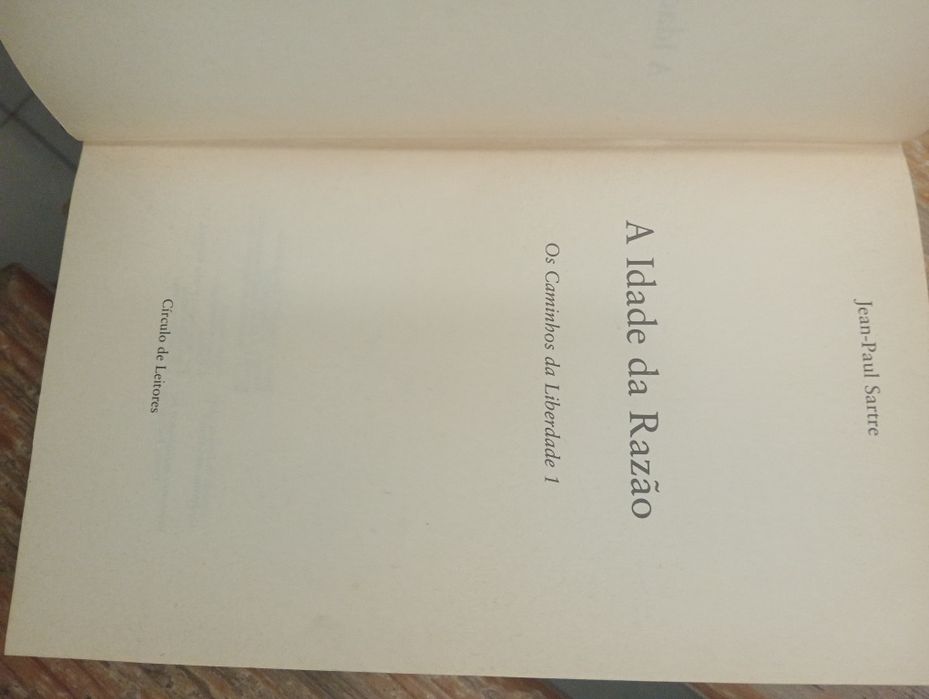 Jean-Paul Sartre
A Idade da Razão
Os Caminhos da Liberdade 1
Círculo de Leitores